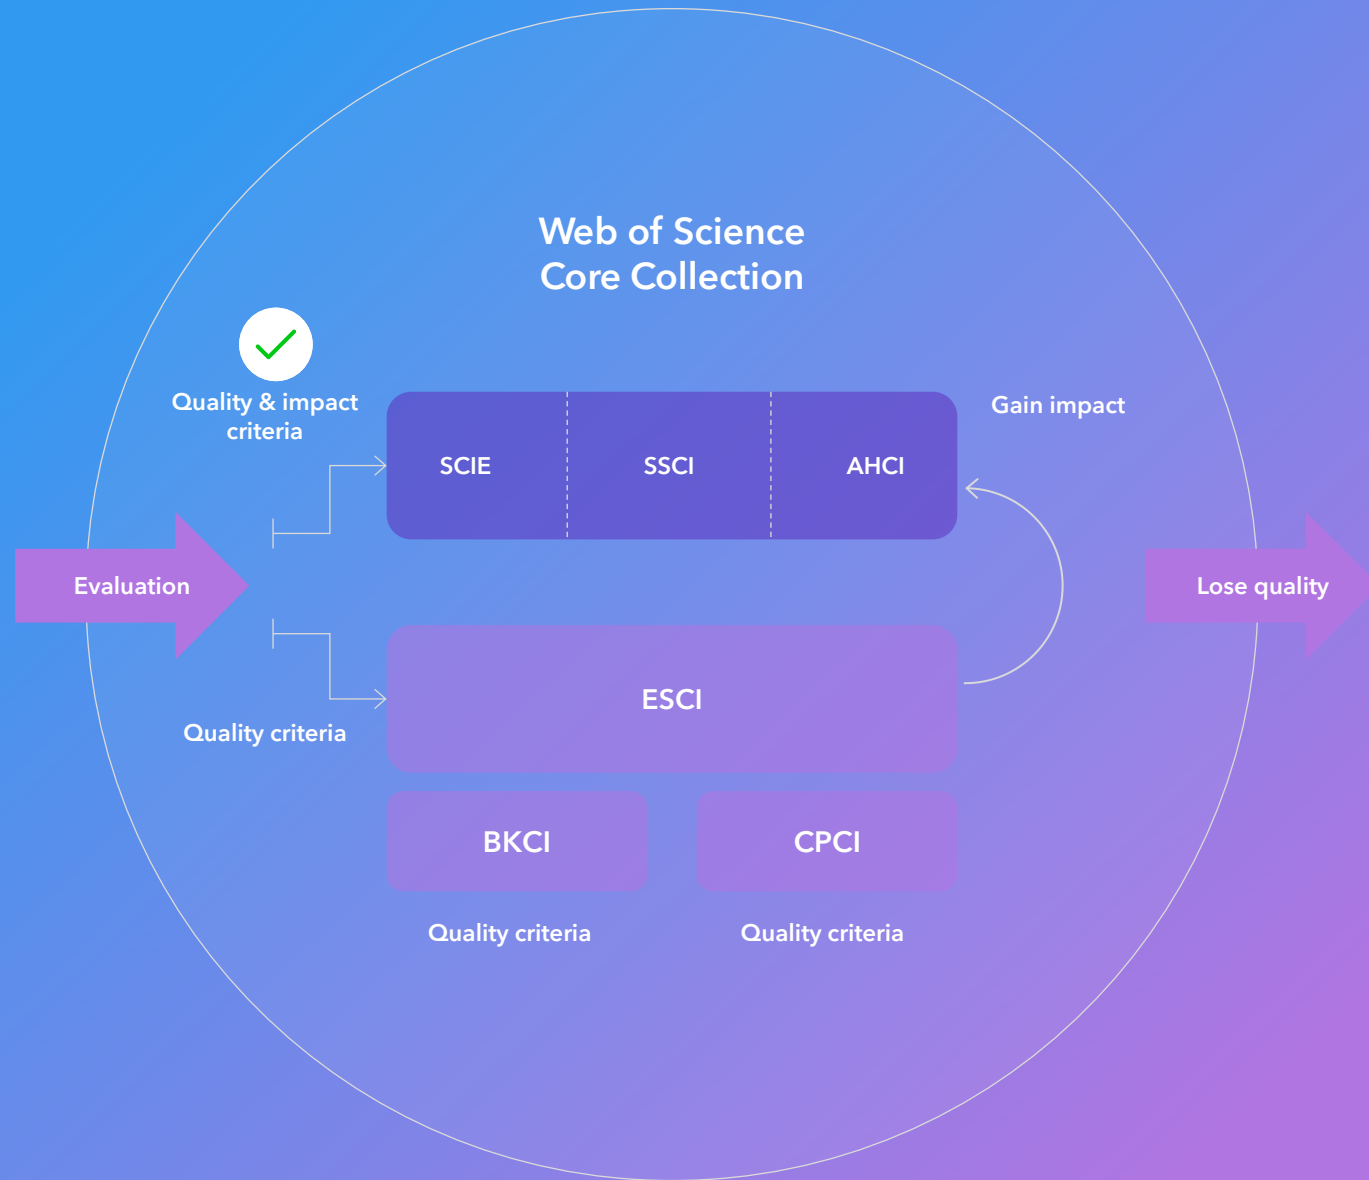 Web of Science
Core Collection
Quality & impact
criteria
Gain impact
SCIE
SSCI
AHCI
Evaluation
Lose quality
ESCI
Quality criteria
BKCI
CPCI
Quality criteria
Quality criteria